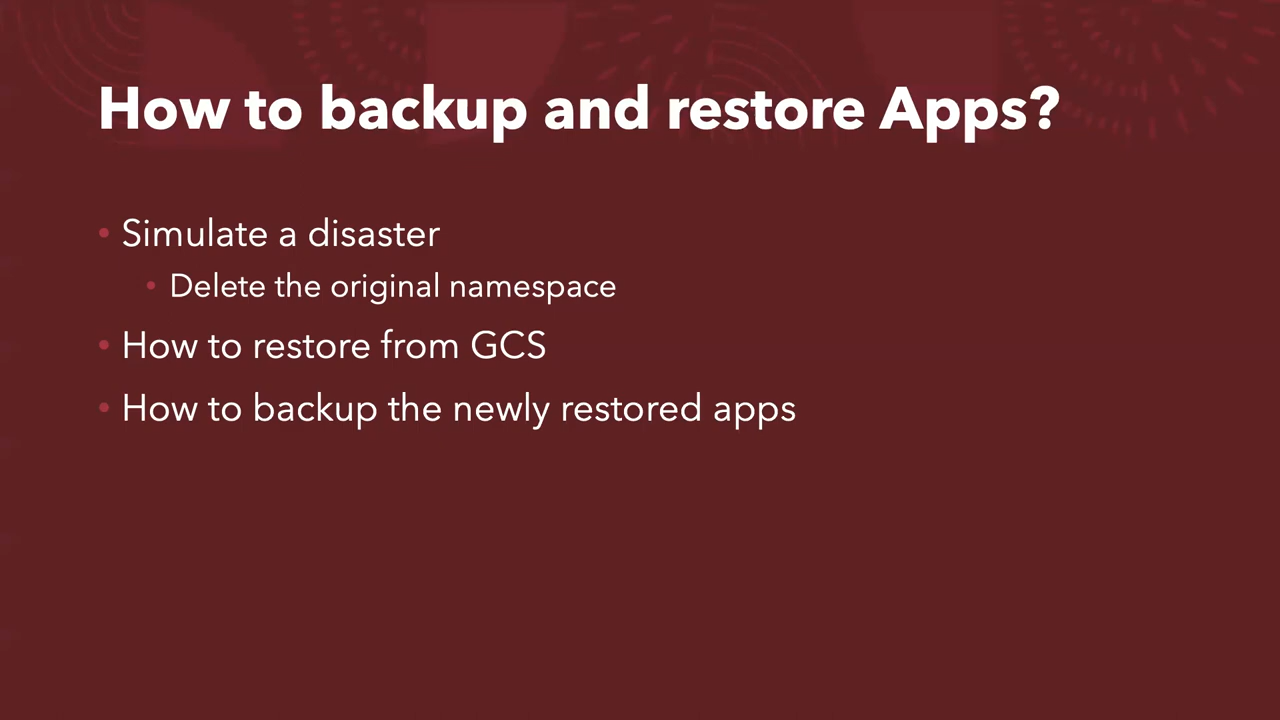 How to backup and restore Apps?
• Simulate a disaster
• Delete the original namespace
• How to restore from GCS
• How to backup the newly restored apps